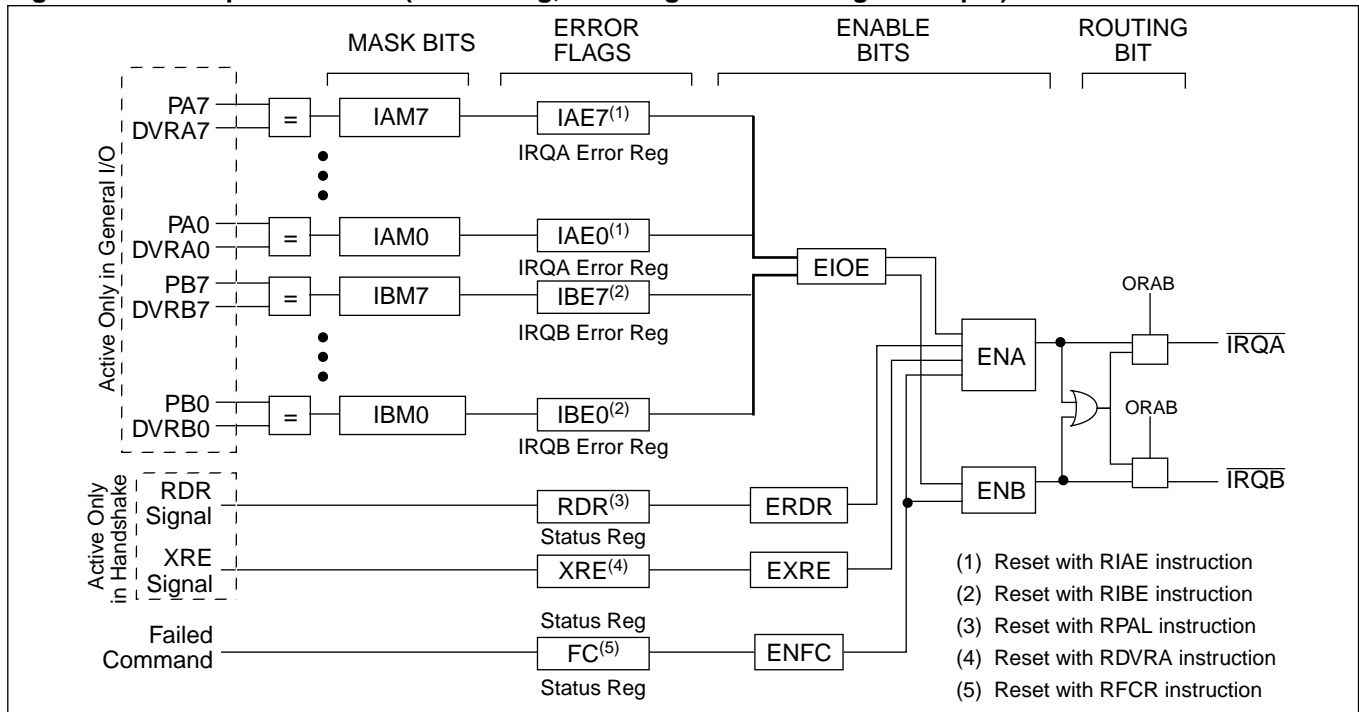 MASK BITS
ERROR
FLAGS
ENABLE
BITS
ROUTING
BIT
Active Only in General I/O
PA7
DVRA7
=
IAM7
IAE7(1)
IRQA Error Reg
PA0
DVRA0
=
IAM0
IAE0(1)
IRQA Error Reg
PB7
DVRB7
=
IBM7
IBE7(2)
IRQB Error Reg
PB0
DVRB0
=
IBM0
IBE0(2)
IRQB Error Reg
EIOE
ENA
ENB
ORAB
IRQA
ORAB
IRQB
Active Only
in Handshake
RDR
Signal
RDR(3)
Status Reg
ERDR
XRE
Signal
XRE(4)
Status Reg
EXRE
Failed
Command
FC(5)
Status Reg
ENFC
(1) Reset with RIAE instruction
(2) Reset with RIBE instruction
(3) Reset with RPAL instruction
(4) Reset with RDVRA instruction
(5) Reset with RFCR instruction